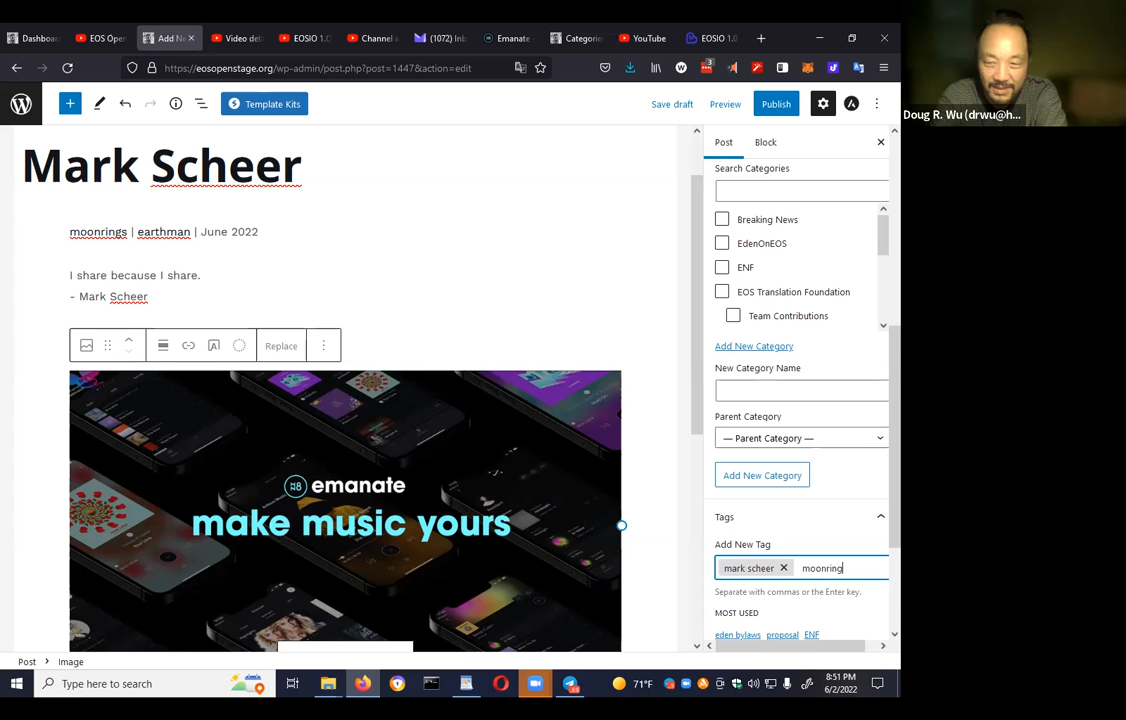 Dashboa
EOS Open
Add Ne
Video det
EOSIO 1.0
Channel a
(1072) Inb
Emanate -
Categorie
YouTube
EOSIO 1.0
https://eosopenstage.org/wp-admin/post.php?post=1447&action=edit
3
Template Kits
Save draft
Preview
Publish
Doug R. Wu (drwu@h...
Mark Scheer
moonrings | earthman | June 2022
I share because I share.
- Mark Scheer
Replace
emanate
make music yours
Post
Block
Search Categories
Breaking News
EdenOnEOS
ENF
EOS Translation Foundation
Team Contributions
Add New Category
New Category Name
Parent Category
— Parent Category —
Add New Category
Tags
Add New Tag
mark scheer
moonring
Separate with commas or the Enter key.
MOST USED
eden bylaws
proposal
ENF
Post
Image
Type here to search
71°F
8:51 PM
6/2/2022